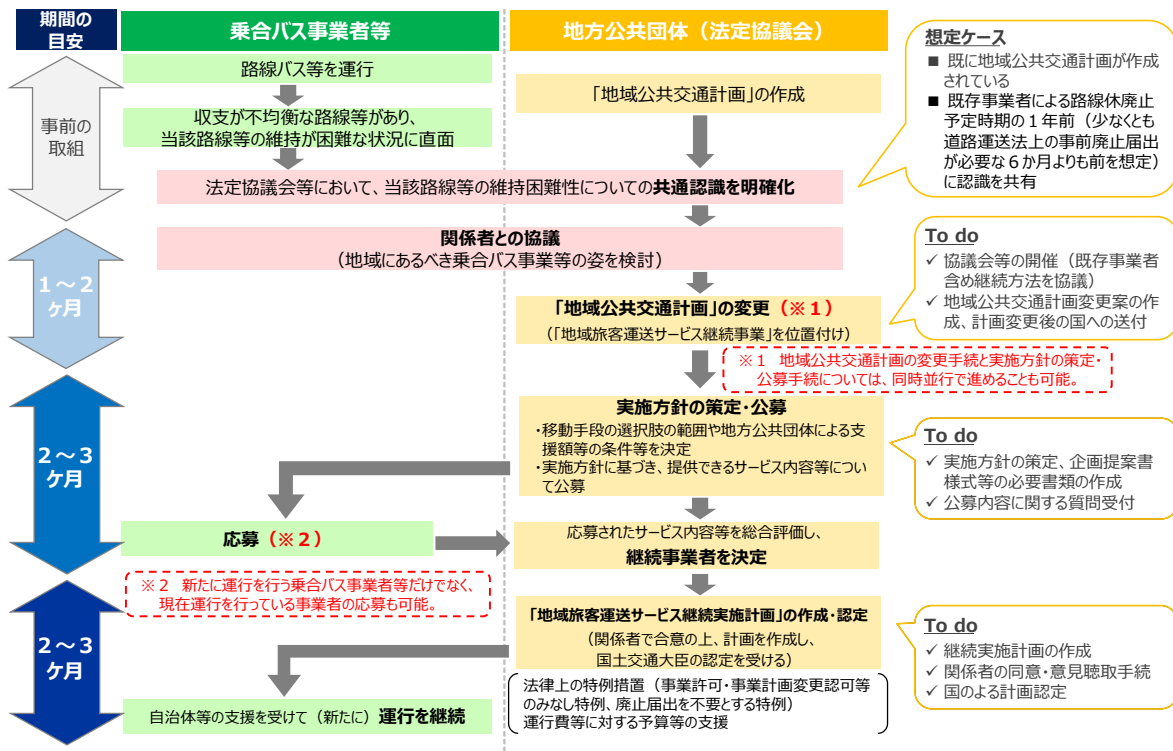 期間の
目安
乗合バス事業者等
地方公共団体（法定協議会）
事前の
取組
路線バス等を運行
収支が不均衡な路線等があり、
当該路線等の維持が困難な状況に直面
「地域公共交通計画」の作成
法定協議会等において、当該路線等の維持困難性についての共通認識を明確化
想定ケース
■ 既に地域公共交通計画が作成
されている
■ 既存事業者による路線休廃止
予定時期の１年前（少なくとも
道路運送法上の事前廃止届出
が必要な６か月よりも前を想定）
に認識を共有
１～２
ヶ月
関係者との協議
（地域にあるべき乗合バス事業等の姿を検討）
「地域公共交通計画」の変更（※１）
（「地域旅客運送サービス継続事業」を位置付け）
To do
✓ 協議会等の開催（既存事業者
含め継続方法を協議）
✓ 地域公共交通計画変更案の作
成、計画変更後の国への送付
※１　地域公共交通計画の変更手続と実施方針の策定・
公募手続については、同時並行で進めることも可能。
２～３
ヶ月
実施方針の策定・公募
・移動手段の選択肢の範囲や地方公共団体による支
援額等の条件等を決定
・実施方針に基づき、提供できるサービス内容等につい
て公募
To do
✓ 実施方針の策定、企画提案書
様式等の必要書類の作成
✓ 公募内容に関する質問受付
応募（※２）
応募されたサービス内容等を総合評価し、
継続事業者を決定
※２　新たに運行を行う乗合バス事業者等だけでなく、
現在運行を行っている事業者の応募も可能。
２～３
ヶ月
「地域旅客運送サービス継続実施計画」の作成・認定
（関係者で合意の上、計画を作成し、
国土交通大臣の認定を受ける）
To do
✓ 継続実施計画の作成
✓ 関係者の同意・意見聴取手続
✓ 国のよる計画認定
法律上の特例措置（事業許可・事業計画変更認可等
のみなし特例、廃止届出を不要とする特例）
運行費等に対する予算等の支援
自治体等の支援を受けて（新たに）運行を継続